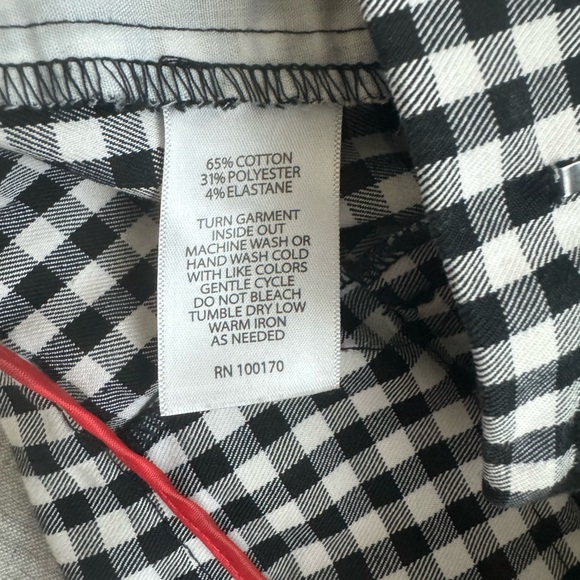 65% COTTON
31% POLYESTER
4% ELASTANE
TURN GARMENT
INSIDE OUT
MACHINE WASH OR
HAND WASH COLD
WITH LIKE COLORS
GENTLE CYCLE
DO NOT BLEACH
TUMBLE DRY LOW
WARM IRON
AS NEEDED
RN 100170